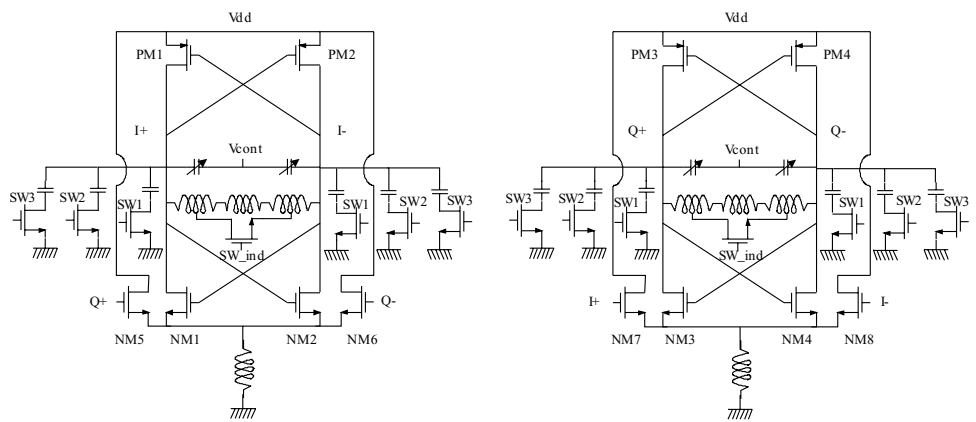 Vdd Vdd
PM1 PM2 PM3 PM4
I+ I- Q+ Q-
Vcont Vcont
SW3 SW2 SW1 SW1 SW2 SW3 SW3 SW2 SW1 SW1 SW2 SW3
SW_ind SW_ind
Q+ Q- I+ I-
NM5 NM1 NM2 NM6 NM7 NM3 NM4 NM8